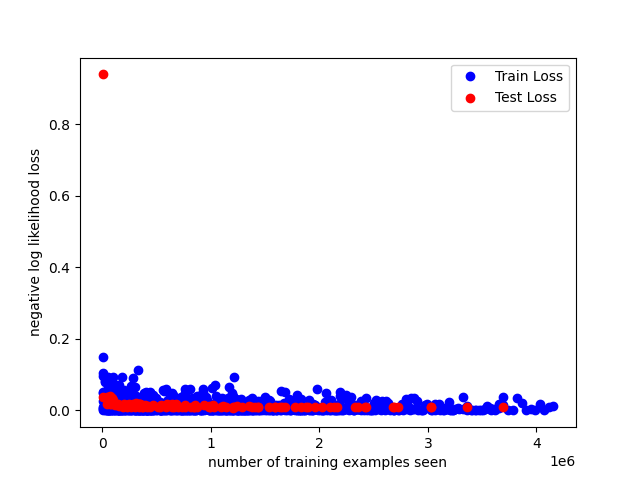 Train Loss
Test Loss
negative log likelihood loss
0.8
0.6
0.4
0.2
0.0
0 1 2 3 4
1e6
number of training examples seen